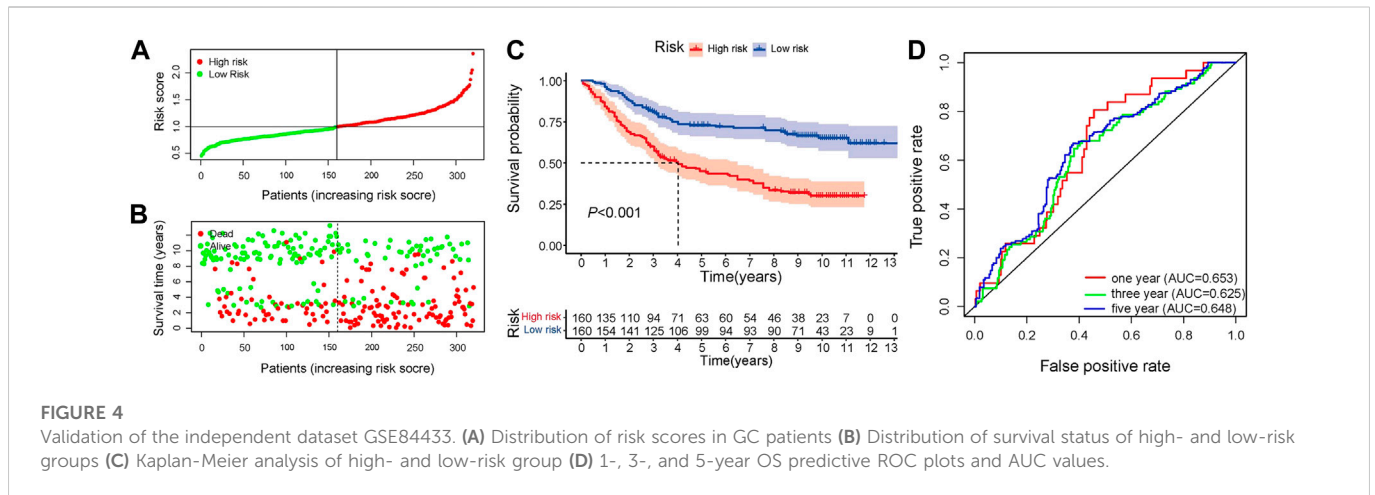 A
High risk
Low Risk
Risk score
2.0
1.5
1.0
0.5
0 50 100 150 200 250 300
Patients (increasing risk socre)
B
Dead
Alive
Survival time (years)
10
8
6
4
2
0
0 50 100 150 200 250 300
Patients (increasing risk socre)
C
Risk High risk Low risk
Survival probability
1.00
0.75
0.50
0.25
0.00
P<0.001
0 1 2 3 4 5 6 7 8 9 10 11 12 13
Time(years)
Risk
High risk 160 135 110 94 71 63 60 54 46 38 23 7 0 0
Low risk 160 154 141 125 106 99 94 93 90 71 43 23 9 1
0 1 2 3 4 5 6 7 8 9 10 11 12 13
Time(years)
D
True positive rate
1.0
0.8
0.6
0.4
0.2
0.0
one year (AUC=0.653)
three year (AUC=0.625)
five year (AUC=0.648)
0.0 0.2 0.4 0.6 0.8 1.0
False positive rate
FIGURE 4
Validation of the independent dataset GSE84433. (A) Distribution of risk scores in GC patients (B) Distribution of survival status of high- and low-risk
groups (C) Kaplan-Meier analysis of high- and low-risk group (D) 1-, 3-, and 5-year OS predictive ROC plots and AUC values.